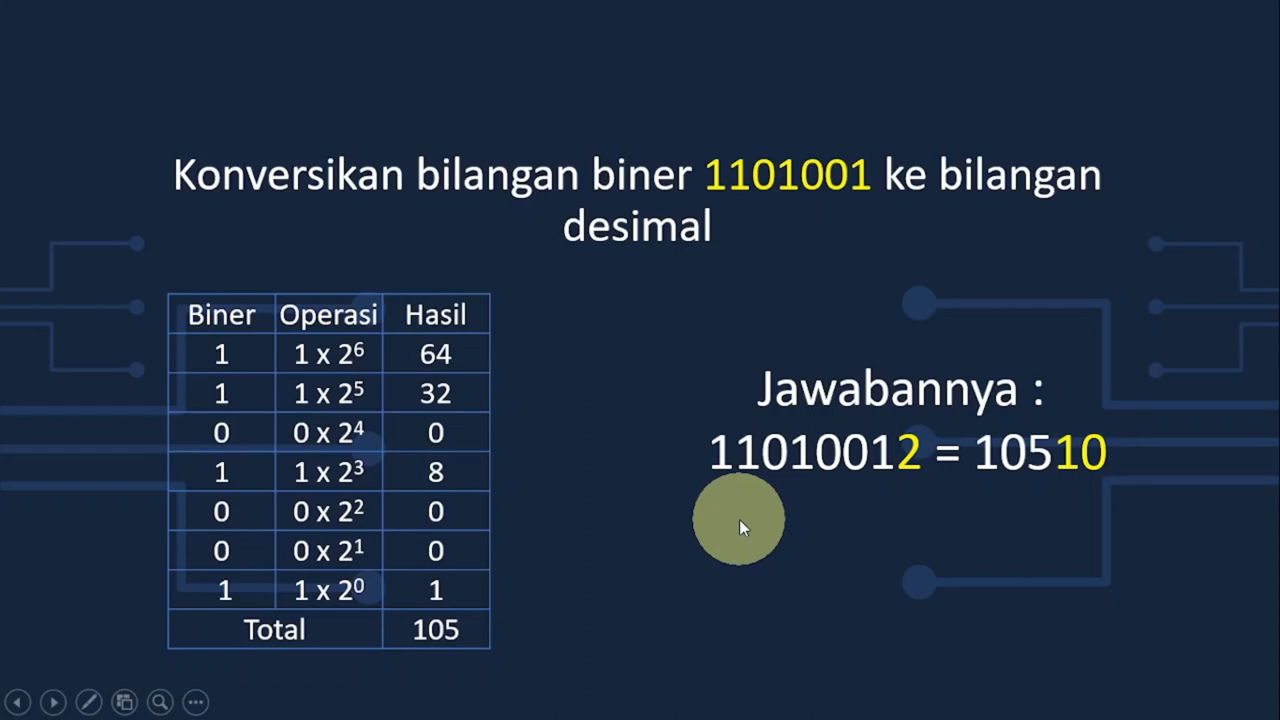 Konversikan bilangan biner 1101001 ke bilangan
desimal
Biner Operasi Hasil
1 1 x 2⁶ 64
1 1 x 2⁵ 32
0 0 x 2⁴ 0
1 1 x 2³ 8
0 0 x 2² 0
0 0 x 2¹ 0
1 1 x 2⁰ 1
Total 105
Jawabannya :
11010012 = 10510